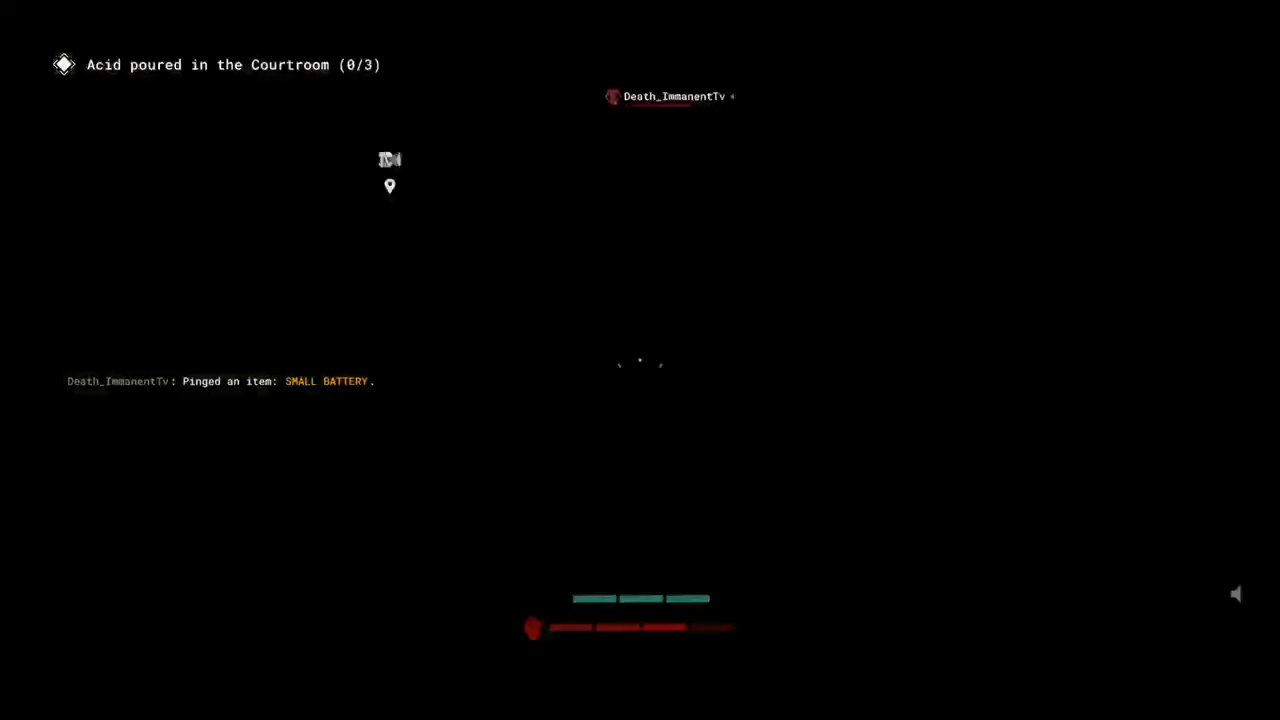 Acid poured in the Courtroom (0/3)
Death_ImmanentTv
Death_ImmanentTv: Pinged an item: SMALL BATTERY.